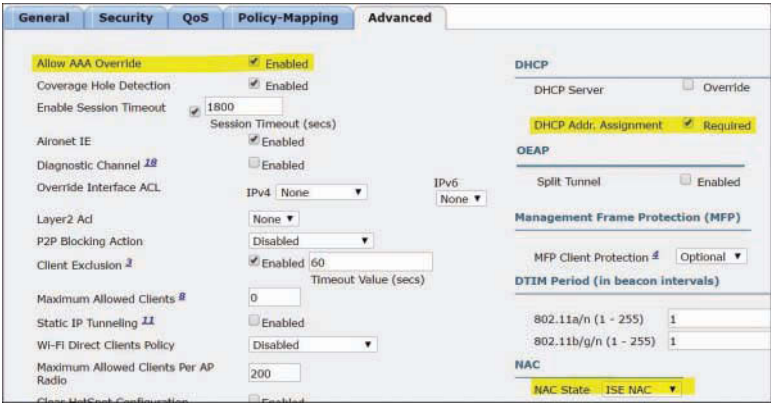 General Security QoS Policy-Mapping Advanced
Allow AAA Override Enabled
Coverage Hole Detection Enabled
Enable Session Timeout 1800
Session Timeout (secs)
Aironet IE Enabled
Diagnostic Channel 18 Enabled
Override Interface ACL IPv4 None IPv6 None
Layer2 Acl None
P2P Blocking Action Disabled
Client Exclusion 3 Enabled 60
Timeout Value (secs)
Maximum Allowed Clients 8 0
Static IP Tunneling 11 Enabled
Wi-Fi Direct Clients Policy Disabled
Maximum Allowed Clients Per AP
Radio 200
Clear HotSpot Configuration Enabled
DHCP
DHCP Server Override
DHCP Addr. Assignment Required
OEAP
Split Tunnel Enabled
Management Frame Protection (MFP)
MFP Client Protection 4 Optional
DTIM Period (in beacon intervals)
802.11a/n (1 - 255) 1
802.11b/g/n (1 - 255) 1
NAC
NAC State ISE NAC